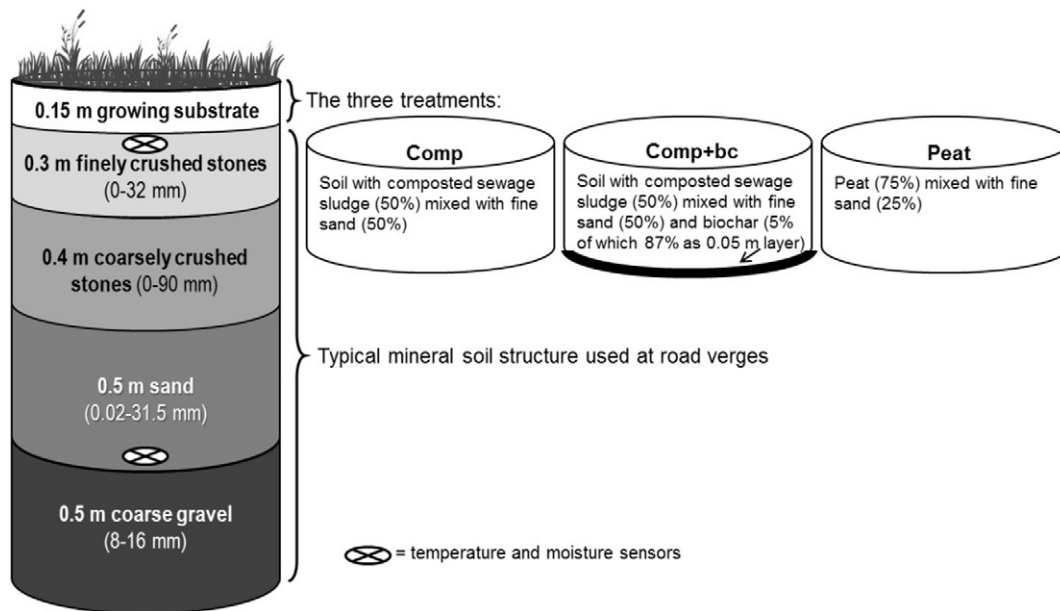 0.15 m growing substrate
0.3 m finely crushed stones
(0-32 mm)
0.4 m coarsely crushed
stones (0-90 mm)
0.5 m sand
(0.02-31.5 mm)
0.5 m coarse gravel
(8-16 mm)
The three treatments:
Comp
Soil with composted sewage
sludge (50%) mixed with fine
sand (50%)
Comp+bc
Soil with composted sewage
sludge (50%) mixed with fine
sand (50%) and biochar (5%
of which 87% as 0.05 m layer)
Peat
Peat (75%) mixed with fine
sand (25%)
Typical mineral soil structure used at road verges
= temperature and moisture sensors